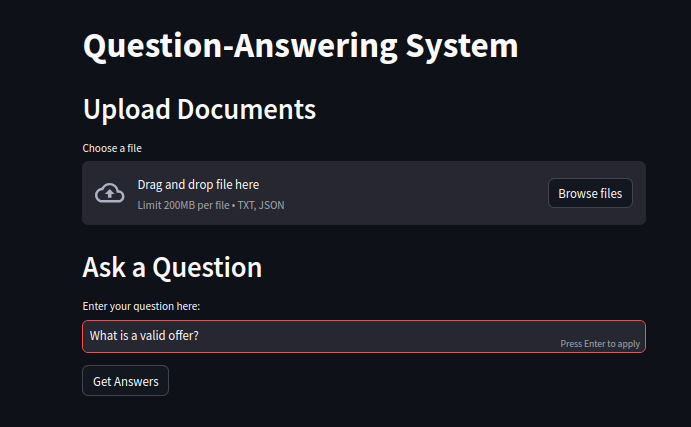 Question-Answering System
Upload Documents
Choose a file
Drag and drop file here
Limit 200MB per file • TXT, JSON
Browse files
Ask a Question
Enter your question here:
What is a valid offer?
Press Enter to apply
Get Answers